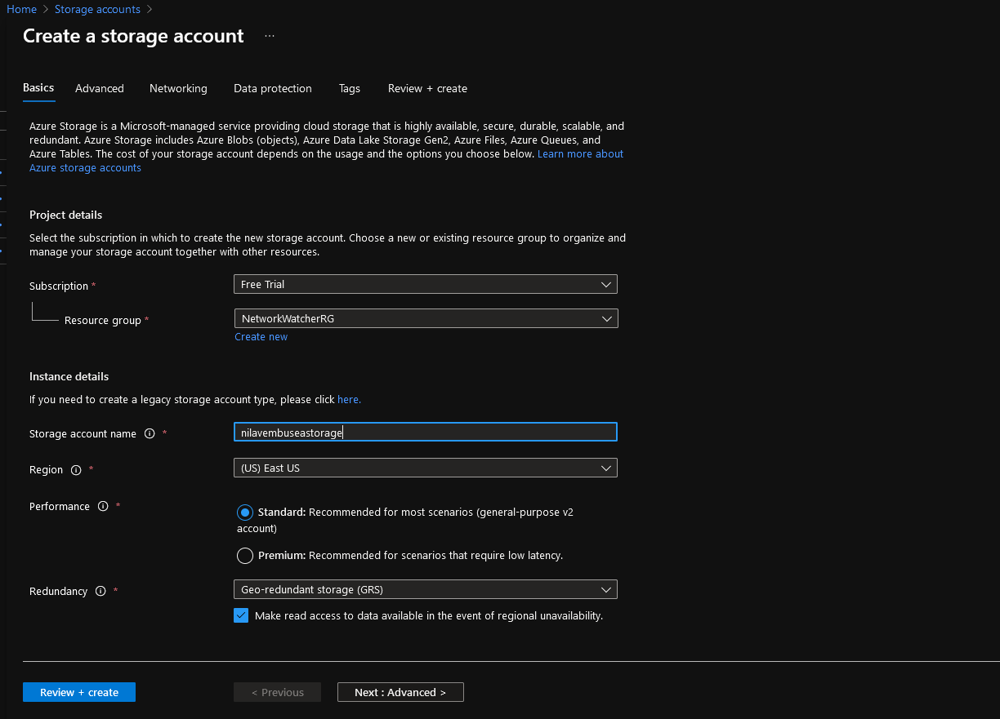 Home > Storage accounts >
Create a storage account ...
Basics Advanced Networking Data protection Tags Review + create
Azure Storage is a Microsoft-managed service providing cloud storage that is highly available, secure, durable, scalable, and
redundant. Azure Storage includes Azure Blobs (objects), Azure Data Lake Storage Gen2, Azure Files, Azure Queues, and
Azure Tables. The cost of your storage account depends on the usage and the options you choose below. Learn more about
Azure storage accounts
Project details
Select the subscription in which to create the new storage account. Choose a new or existing resource group to organize and
manage your storage account together with other resources.
Subscription * Free Trial
Resource group * NetworkWatcherRG
Create new
Instance details
If you need to create a legacy storage account type, please click here.
Storage account name * nilavembuseastorage
Region * (US) East US
Performance * Standard: Recommended for most scenarios (general-purpose v2
account)
Premium: Recommended for scenarios that require low latency.
Redundancy * Geo-redundant storage (GRS)
Make read access to data available in the event of regional unavailability.
Review + create < Previous Next : Advanced >